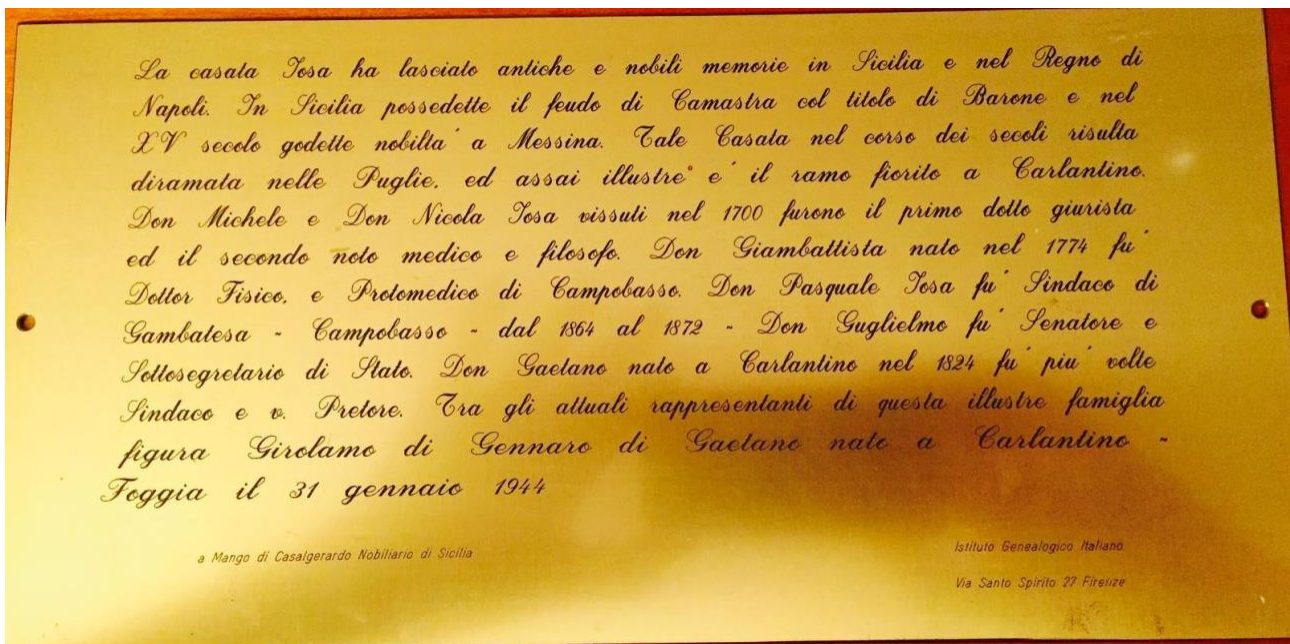 La casata Iosa ha lasciato antiche e nobili memorie in Sicilia e nel Regno di
Napoli. In Sicilia possedette il feudo di Camastra col titolo di Barone e nel
XV secolo godette nobilta' a Messina. Tale Casata nel corso dei secoli risulta
diramata nelle Puglie, ed assai illustre e' il ramo fiorito a Carlantino.
Don Michele e Don Nicola Iosa vissuti nel 1700 furono il primo dotto giurista
ed il secondo noto medico e filosofo. Don Giambattista nato nel 1774 fu'
Dottor Fisico, e Protomedico di Campobasso. Don Pasquale Iosa fu' Sindaco di
Gambatesa - Campobasso - dal 1864 al 1872 - Don Guglielmo fu' Senatore e
Sottosegretario di Stato. Don Gaetano nato a Carlantino nel 1824 fu' piu' volte
Sindaco e v. Pretore. Tra gli attuali rappresentanti di questa illustre famiglia
figura Girolamo di Gennaro di Gaetano nato a Carlantino -
Foggia il 31 gennaio 1944
a Mango di Casalgerardo Nobiliario di Sicilia
Istituto Genealogico Italiano
Via Santo Spirito 27 Firenze